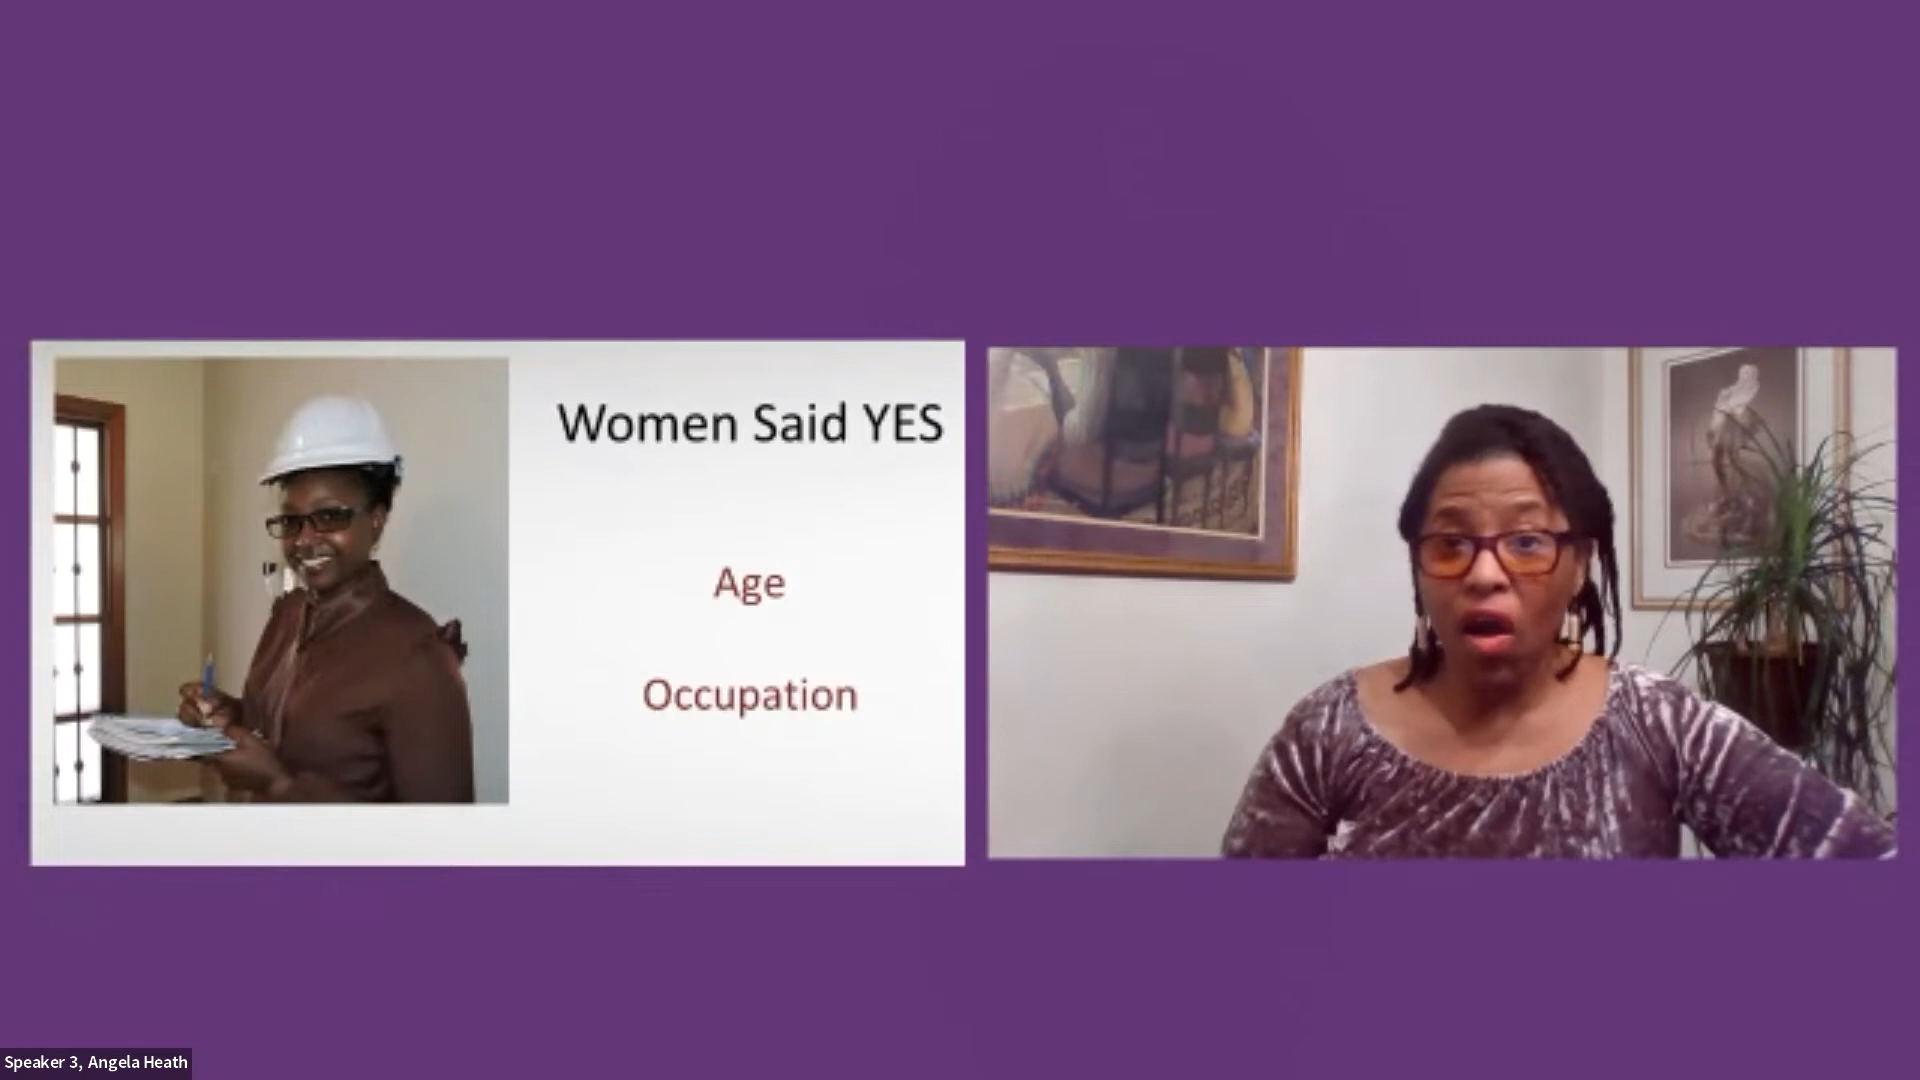 Women Said YES
Age
Occupation
Speaker 3, Angela Heath